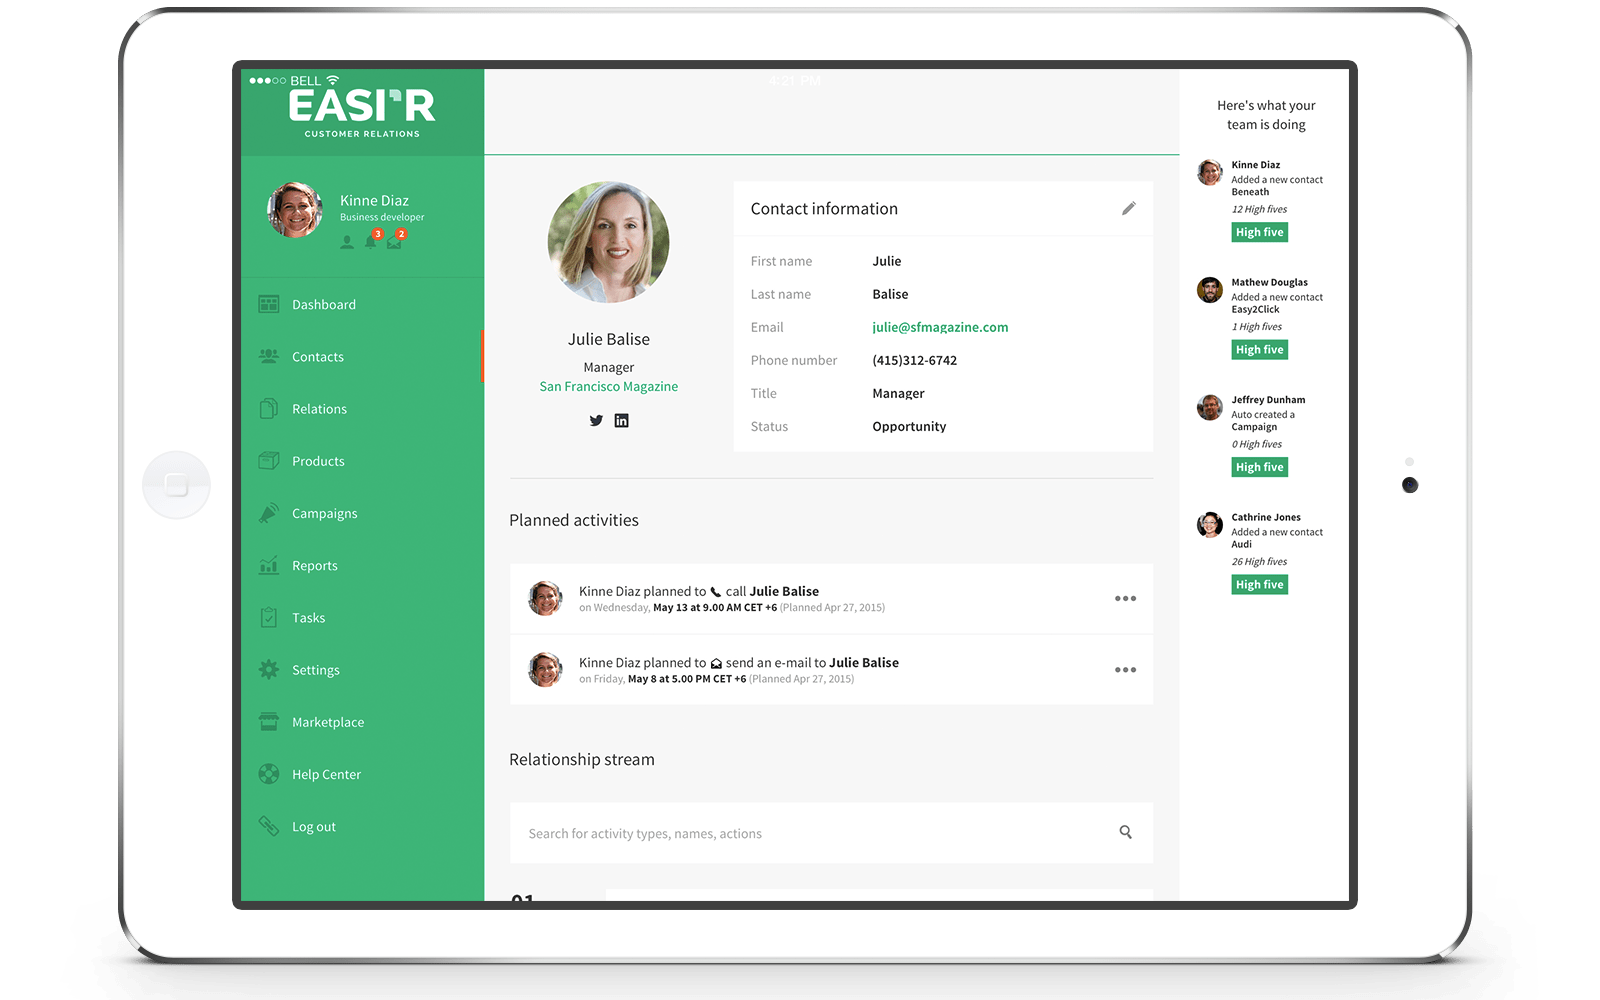 BELL
4:21 PM
EASI'R
CUSTOMER RELATIONS
Kinne Diaz
Business developer
3
2
Dashboard
Contacts
Relations
Products
Campaigns
Reports
Tasks
Settings
Marketplace
Help Center
Log out
Julie Balise
Manager
San Francisco Magazine
Contact information
First name Julie
Last name Balise
Email julie@sfmagazine.com
Phone number (415)312-6742
Title Manager
Status Opportunity
Planned activities
Kinne Diaz planned to call Julie Balise
on Wednesday, May 13 at 9.00 AM CET +6 (Planned Apr 27, 2015)
Kinne Diaz planned to send an e-mail to Julie Balise
on Friday, May 8 at 5.00 PM CET +6 (Planned Apr 27, 2015)
Relationship stream
Search for activity types, names, actions
01
Here's what your
team is doing
Kinne Diaz
Added a new contact
Beneath
12 High fives
High five
Mathew Douglas
Added a new contact
Easy2Click
1 High fives
High five
Jeffrey Dunham
Auto created a
Campaign
0 High fives
High five
Cathrine Jones
Added a new contact
Audi
26 High fives
High five